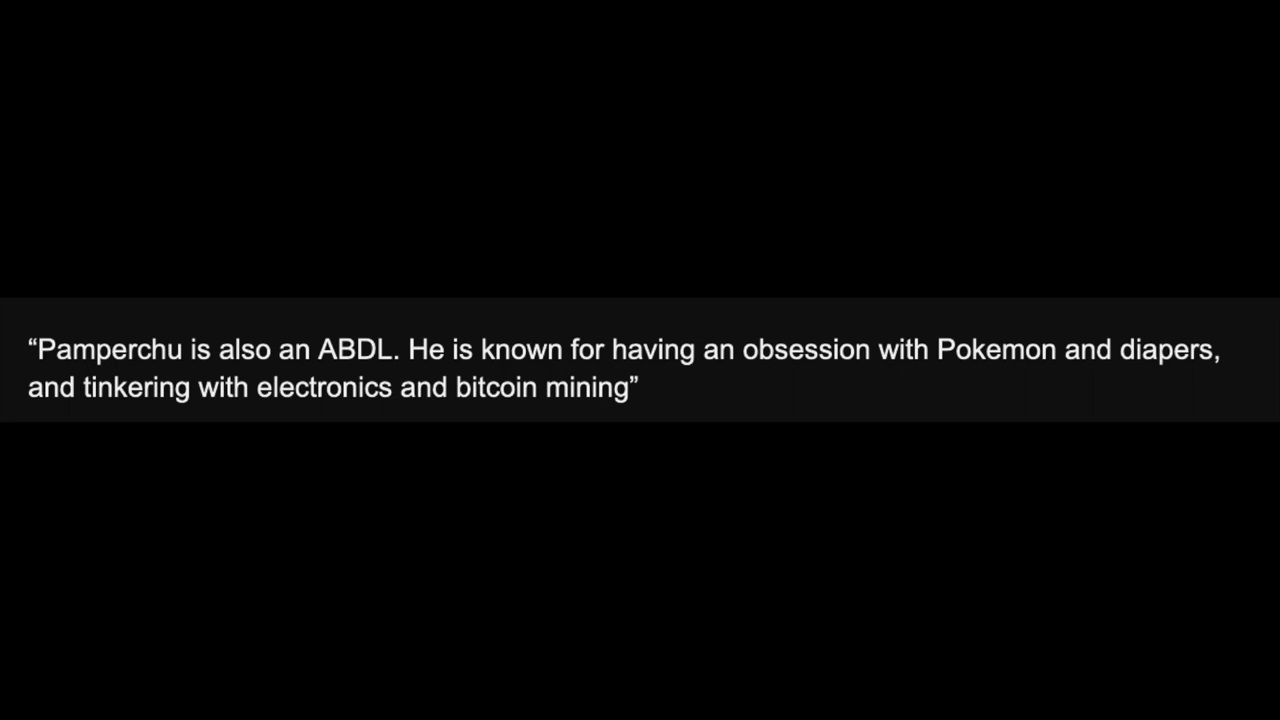 “Pamperchu is also an ABDL. He is known for having an obsession with Pokemon and diapers,
and tinkering with electronics and bitcoin mining”